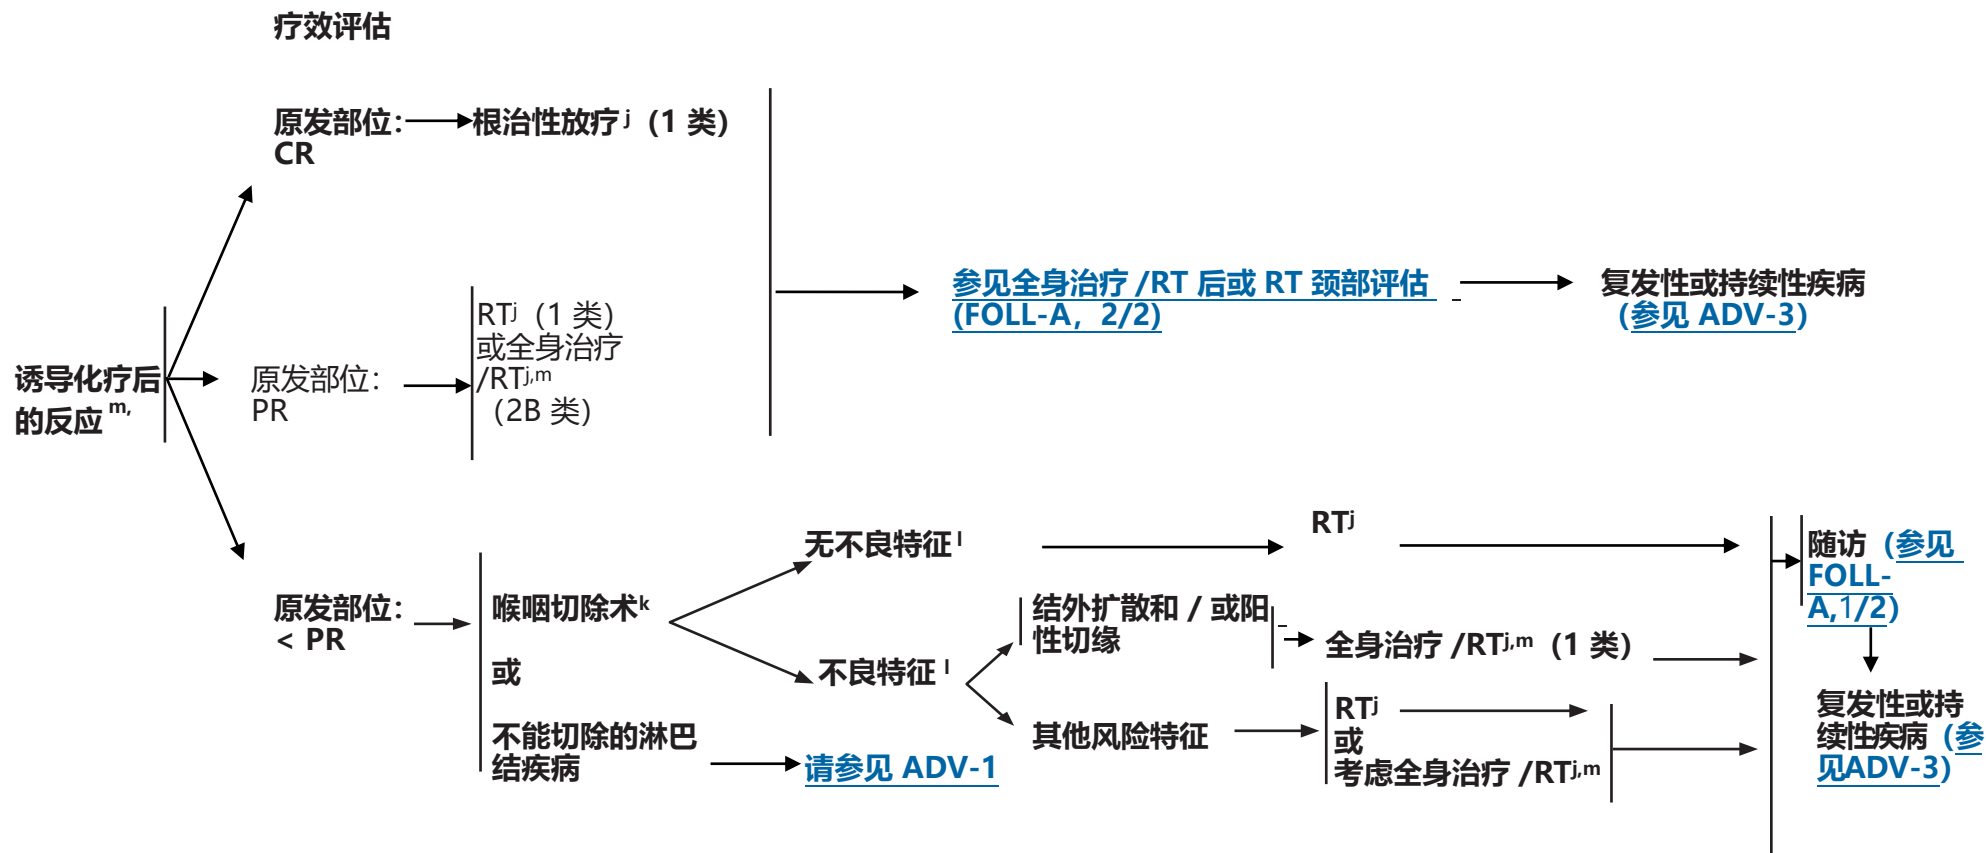 疗效评估
原发部位：
CR
根治性放疗 j（1 类）
诱导化疗后
的反应 m,
原发部位：
PR
RTj（1 类）
或全身治疗
/RTj,m
（2B 类）
参见全身治疗 /RT 后或 RT 颈部评估
(FOLL-A，2/2)
复发性或持续性疾病
（参见 ADV-3）
原发部位：
< PR
喉咽切除术k
或
不能切除的淋巴
结疾病
请参见 ADV-1
无不良特征 l
不良特征 l
RTj
结外扩散和 / 或阳
性切缘
全身治疗 /RTj,m（1 类）
其他风险特征
RTj
或
考虑全身治疗 /RTj,m
随访（参见
FOLL-
A,1/2）
复发性或持
续性疾病（参
见ADV-3）